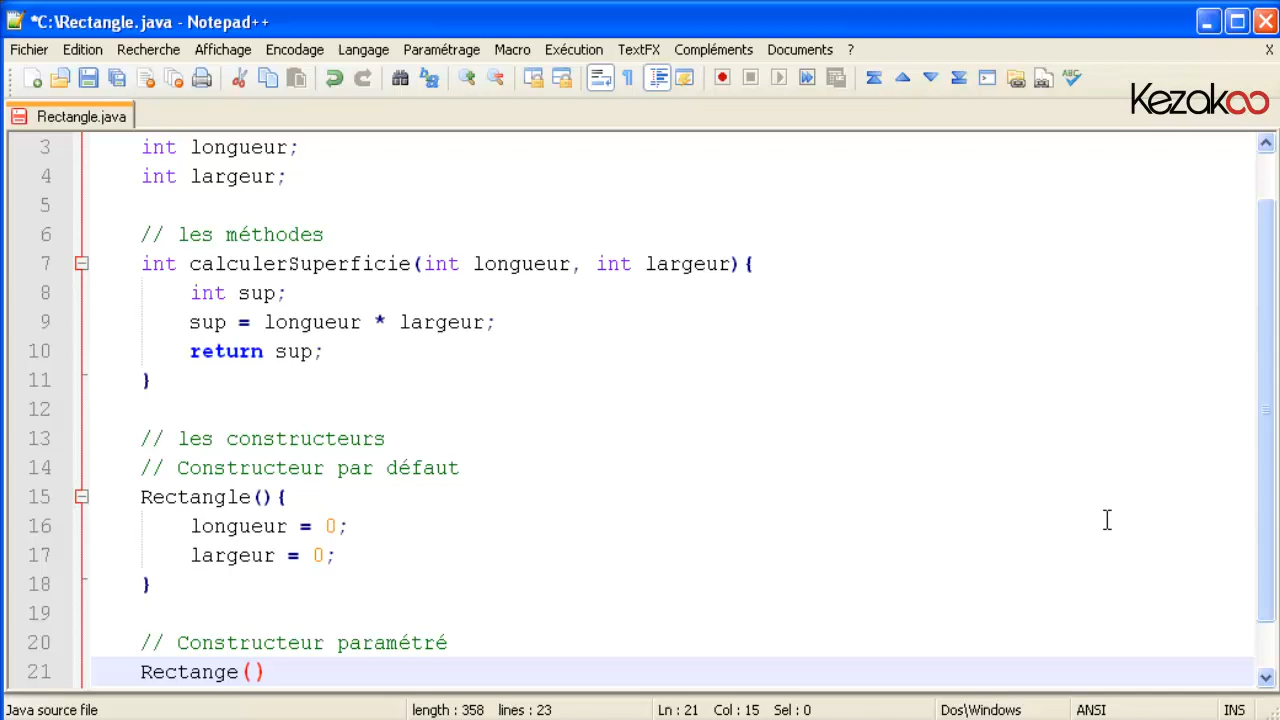 *C:\Rectangle.java - Notepad++
Fichier Edition Recherche Affichage Encodage Langage Paramétrage Macro Exécution TextFX Compléments Documents ? X
Kezakoo
Rectangle.java
3 int longueur;
4 int largeur;
5
6 // les méthodes
7 int calculerSuperficie(int longueur, int largeur){
8 int sup;
9 sup = longueur * largeur;
10 return sup;
11 }
12
13 // les constructeurs
14 // Constructeur par défaut
15 Rectangle(){
16 longueur = 0;
17 largeur = 0;
18 }
19
20 // Constructeur paramétré
21 Rectange()
Java source file length : 358 lines : 23 Ln : 21 Col : 15 Sel : 0 Dos\Windows ANSI INS